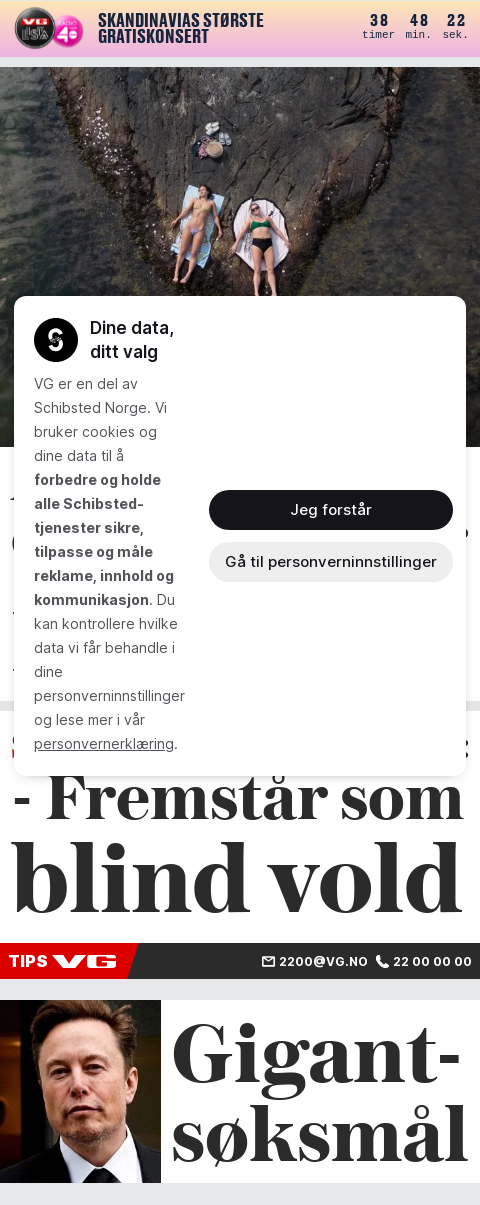 SKANDINAVIAS STØRSTE
GRATISKONSERT
38 48 22
timer min. sek.
Dine data,
ditt valg
VG er en del av
Schibsted Norge. Vi
bruker cookies og
dine data til å
forbedre og holde
alle Schibsted-
tjenester sikre,
tilpasse og måle
reklame, innhold og
kommunikasjon. Du
kan kontrollere hvilke
data vi får behandle i
dine
personverninnstillinger
og lese mer i vår
personvernerklæring.
Jeg forstår
Gå til personverninnstillinger
- Fremstår som
blind vold
TIPS VG
2200@VG.NO 22 00 00 00
Gigant-
søksmål